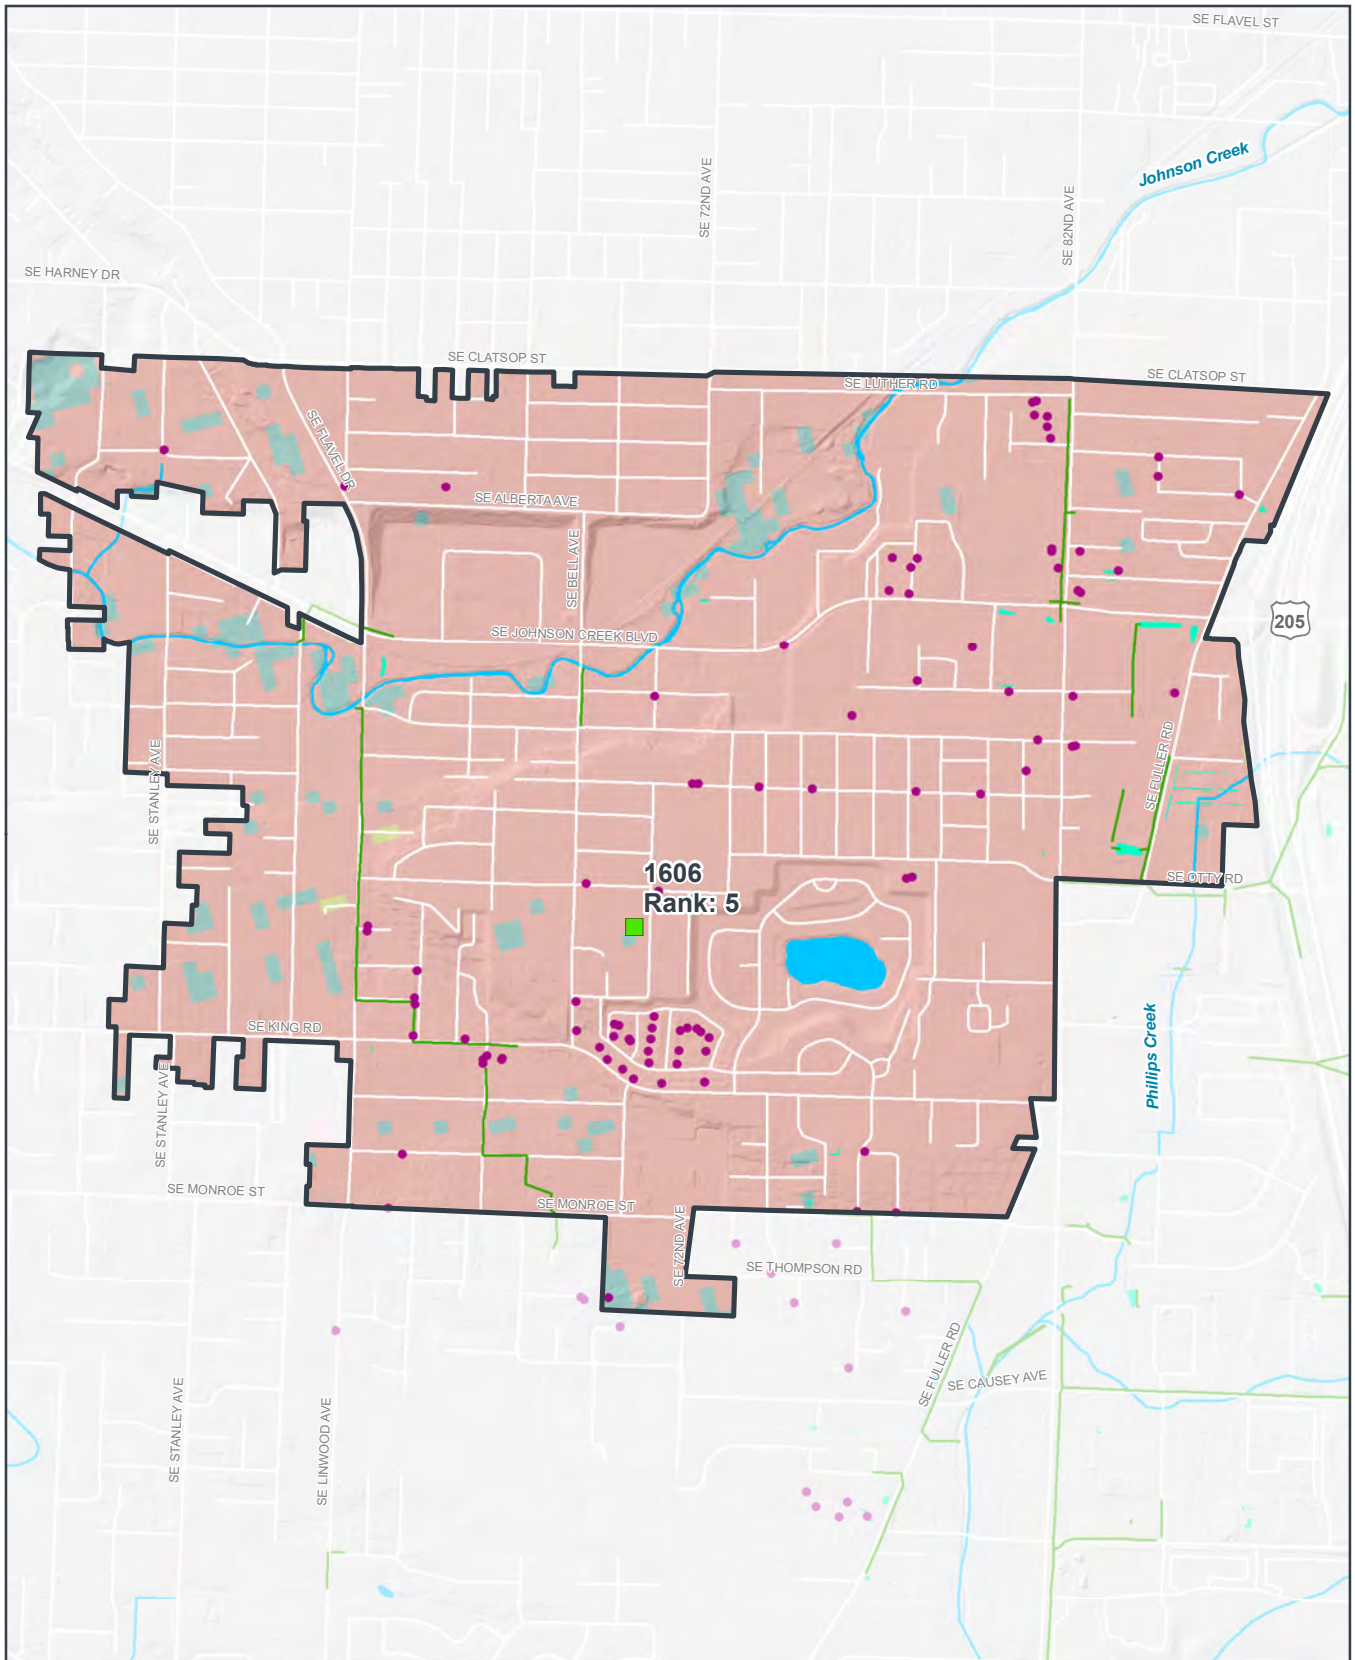 SE FLAVEL ST
Johnson Creek
SE 72ND AVE
SE 82ND AVE
SE HARNEY DR
SE CLATSOP ST
SE CLATSOP ST
SE LUTHER RD
SE FLAVEL DR
SE ALBERTA AVE
SE BELL AVE
SE JOHNSON CREEK BLVD
205
SE STANLEY AVE
SE FULLER RD
1606
Rank: 5
SE OTTY RD
SE KING RD
Phillips Creek
SE STANLEY AVE
SE MONROE ST
SE MONROE ST
SE 72ND AVE
SE THOMPSON RD
SE FULLER RD
SE CAUSEY AVE
SE STANLEY AVE
SE LINWOOD AVE